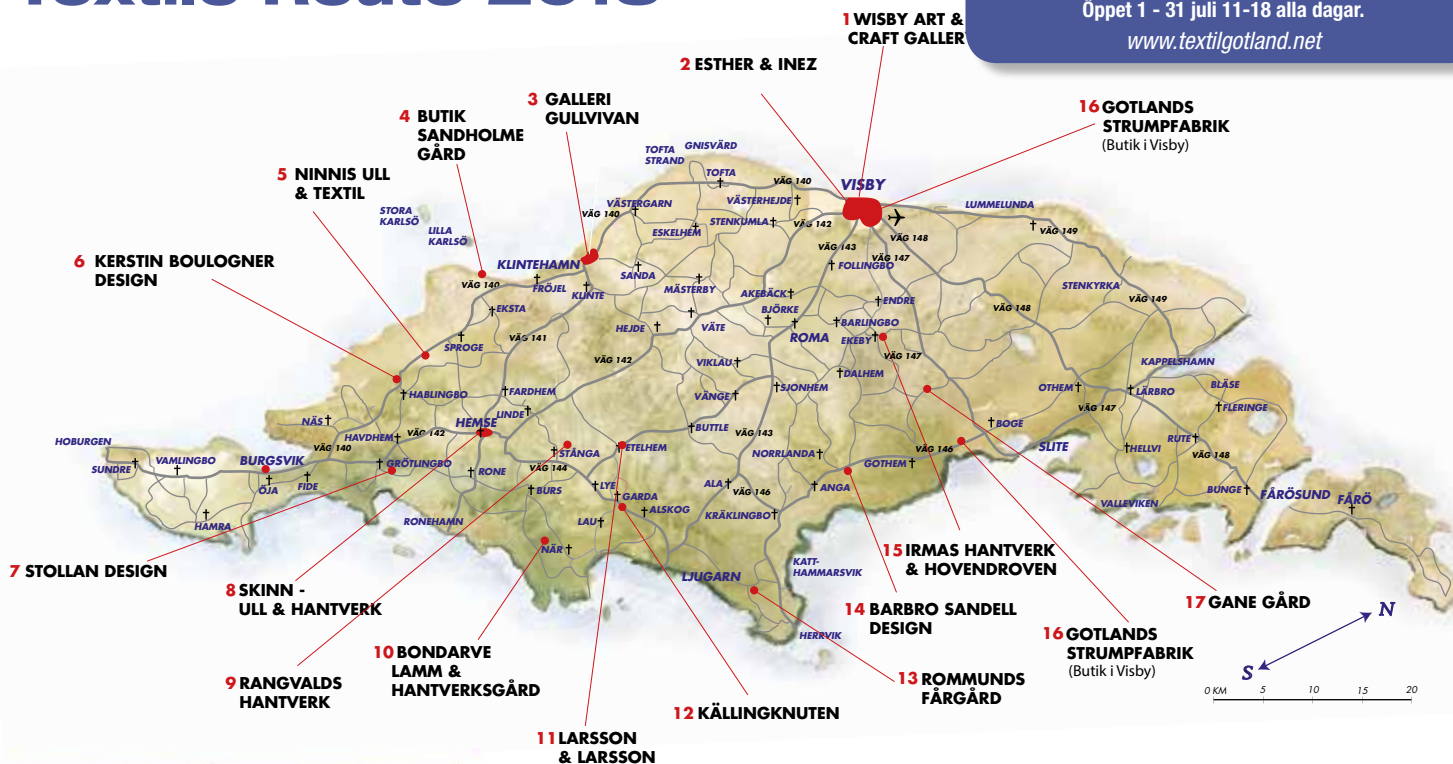 Textile Route 2013
Öppet 1 - 31 juli 11-18 alla dagar.
www.textilgotland.net
1 WISBY ART &
CRAFT GALLER
2 ESTHER & INEZ
3 GALLERI
GULLVIVAN
4 BUTIK
SANDHOLME
GÅRD
5 NINNIS ULL
& TEXTIL
6 KERSTIN BOULOGNER
DESIGN
16 GOTLANDS
STRUMPFABRIK
(Butik i Visby)
GNISVÄRD
TOFTA
STRAND
TOFTA
VÄG 140
VISBY
VÄSTERHEJDE
VÄSTERGARN
VÄG 140
STENKUMLA
VÄG 142
ESKELHEM
LUMMELUNDA
VÄG 149
VÄG 148
VÄG 143
VÄG 147
STORA
KARLSÖ
LILLA
KARLSÖ
KLINTEHAMN
SANDA
FOLLINGBO
VÄG 140
FRÖJEL
KLINTE
MÄSTERBY
AKEBÄCK
ENDRE
STENKYRKA
VÄG 149
EKSTA
BJÖRKE
BARLINGBO
VÄG 148
HEJDE
VÄTE
ROMA
EKEBY
VÄG 141
SPROGE
VÄG 142
VIKLAU
VÄG 147
KAPPELSHAMN
DALHEM
HABLINGBO
FARDHEM
VÄNGE
SJONHEM
OTHEM
LÄRBRO
BLÄSE
FLERINGE
VÄG 147
LINDE
NÄS
HEMSE
HAVDHEM
VÄG 142
BUTTLE
VÄG 143
BOGE
RUTE
HOBURGEN
VÄG 140
STÅNGA
ETELHEM
NORRLANDA
VÄG 146
SLITE
HELLVI
VÄG 148
SUNDRE
VAMLINGBO
BURGSVIK
GRÖTLINGBO
RONE
VÄG 144
GOTHEM
ÖJA
FIDE
BURS
LYE
GARDA
ALA
VÄG 146
ANGA
BUNGE
FÅRÖSUND
FÅRÖ
VALLEVIKEN
HAMRA
RONEHAMN
LAU
ALSKOG
KRÄKLINGBO
NÄR
LJUGARN
KATT-
HAMMARSVIK
HERRVIK
7 STOLLAN DESIGN
8 SKINN -
ULL & HANTVERK
9 RANGVALDS
HANTVERK
10 BONDARVE
LAMM &
HANTVERKSGÅRD
11 LARSSON
& LARSSON
12 KÄLLINGKNUTEN
13 ROMMUNDS
FÅRGÅRD
14 BARBRO SANDELL
DESIGN
15 IRMAS HANTVERK
& HOVENDROVEN
16 GOTLANDS
STRUMPFABRIK
(Butik i Visby)
17 GANE GÅRD
N
S
0 KM 5 10 15 20